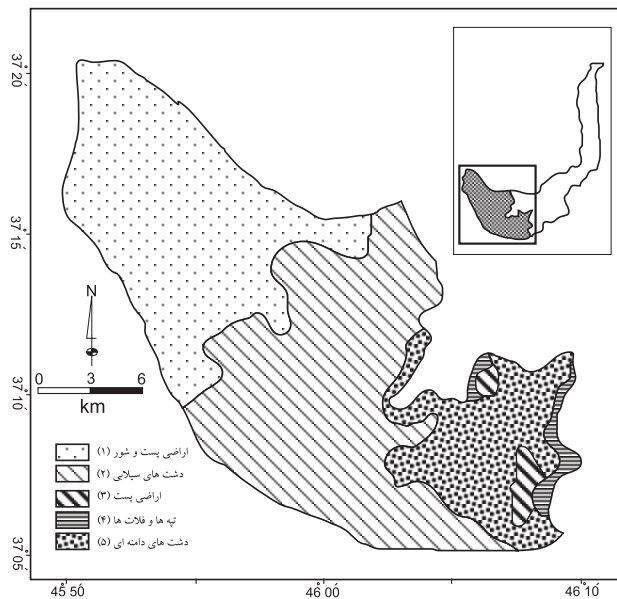 37°20´
37°15´
37°10´
37°05´
N
0 3 6
km
اراضی پست و شور (۱)
دشت های سیلابی (۲)
اراضی پست (۳)
تپه ها و فلات ها (۴)
دشت های دامنه ای (۵)
45°50´ 46°00´ 46°10´